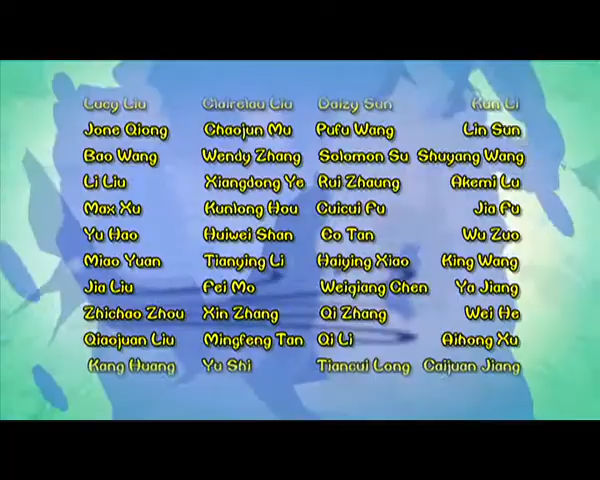 Lacy Liu Clairelau Liu Daizy Sun Kun Li
Jone Qiong Chaojun Mu Pufu Wang Lin Sun
Bao Wang Wendy Zhang Solomon Su Shuyang Wang
Li Liu Xiangdong Ye Rui Zhaung Akemi Lu
Max Xu Kunlong Hou Cuicui Fu Jia Fu
Yu Hao Huiwei Shan Co Tan Wu Zuo
Miao Yuan Tianying Li Haiying Xiao King Wang
Jia Liu Fei Mo Weiqiang Chen Ya Jiang
Zhichao Zhou Xin Zhang Qi Zhang Wei He
Qiaojuan Liu Mingfeng Tan Qi Li Aihong Xu
Kang Huang Yu Shi Tiancui Long Caijuan Jiang